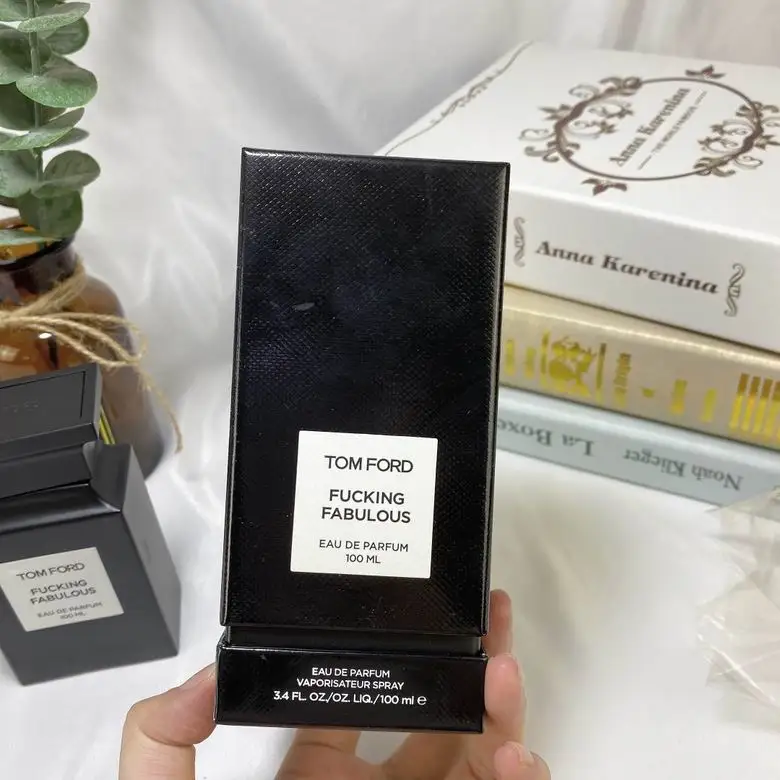 TOM FORD
FUCKING
FABULOUS
EAU DE PARFUM
100 ML
EAU DE PARFUM
VAPORISATEUR SPRAY
3.4 FL. OZ./OZ. LIQ./100 ml ℮
TOM FORD
FUCKING
FABULOUS
EAU DE PARFUM
100 ML
Anna Karenina
Anna Karenina
La Boxe
Noah Klieger